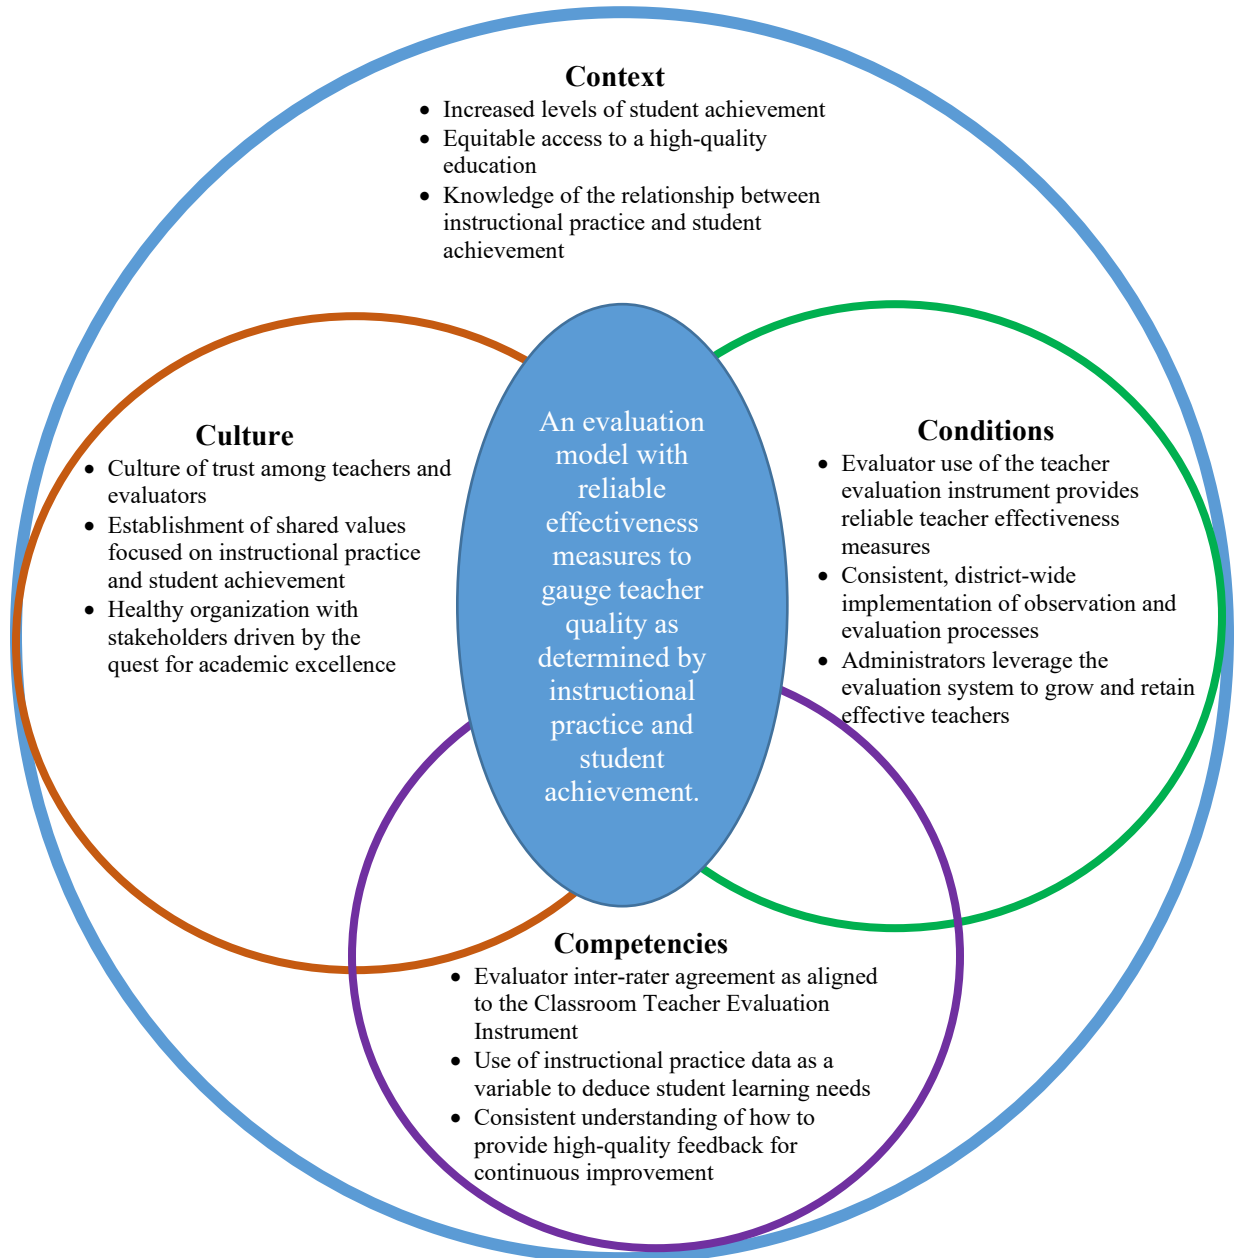 Context
• Increased levels of student achievement
• Equitable access to a high-quality
education
• Knowledge of the relationship between
instructional practice and student
achievement
Culture
• Culture of trust among teachers and
evaluators
• Establishment of shared values
focused on instructional practice
and student achievement
• Healthy organization with
stakeholders driven by the
quest for academic excellence
An evaluation
model with
reliable
effectiveness
measures to
gauge teacher
quality as
determined by
instructional
practice and
student
achievement.
Conditions
• Evaluator use of the teacher
evaluation instrument provides
reliable teacher effectiveness
measures
• Consistent, district-wide
implementation of observation and
evaluation processes
• Administrators leverage the
evaluation system to grow and retain
effective teachers
Competencies
• Evaluator inter-rater agreement as aligned
to the Classroom Teacher Evaluation
Instrument
• Use of instructional practice data as a
variable to deduce student learning needs
• Consistent understanding of how to
provide high-quality feedback for
continuous improvement